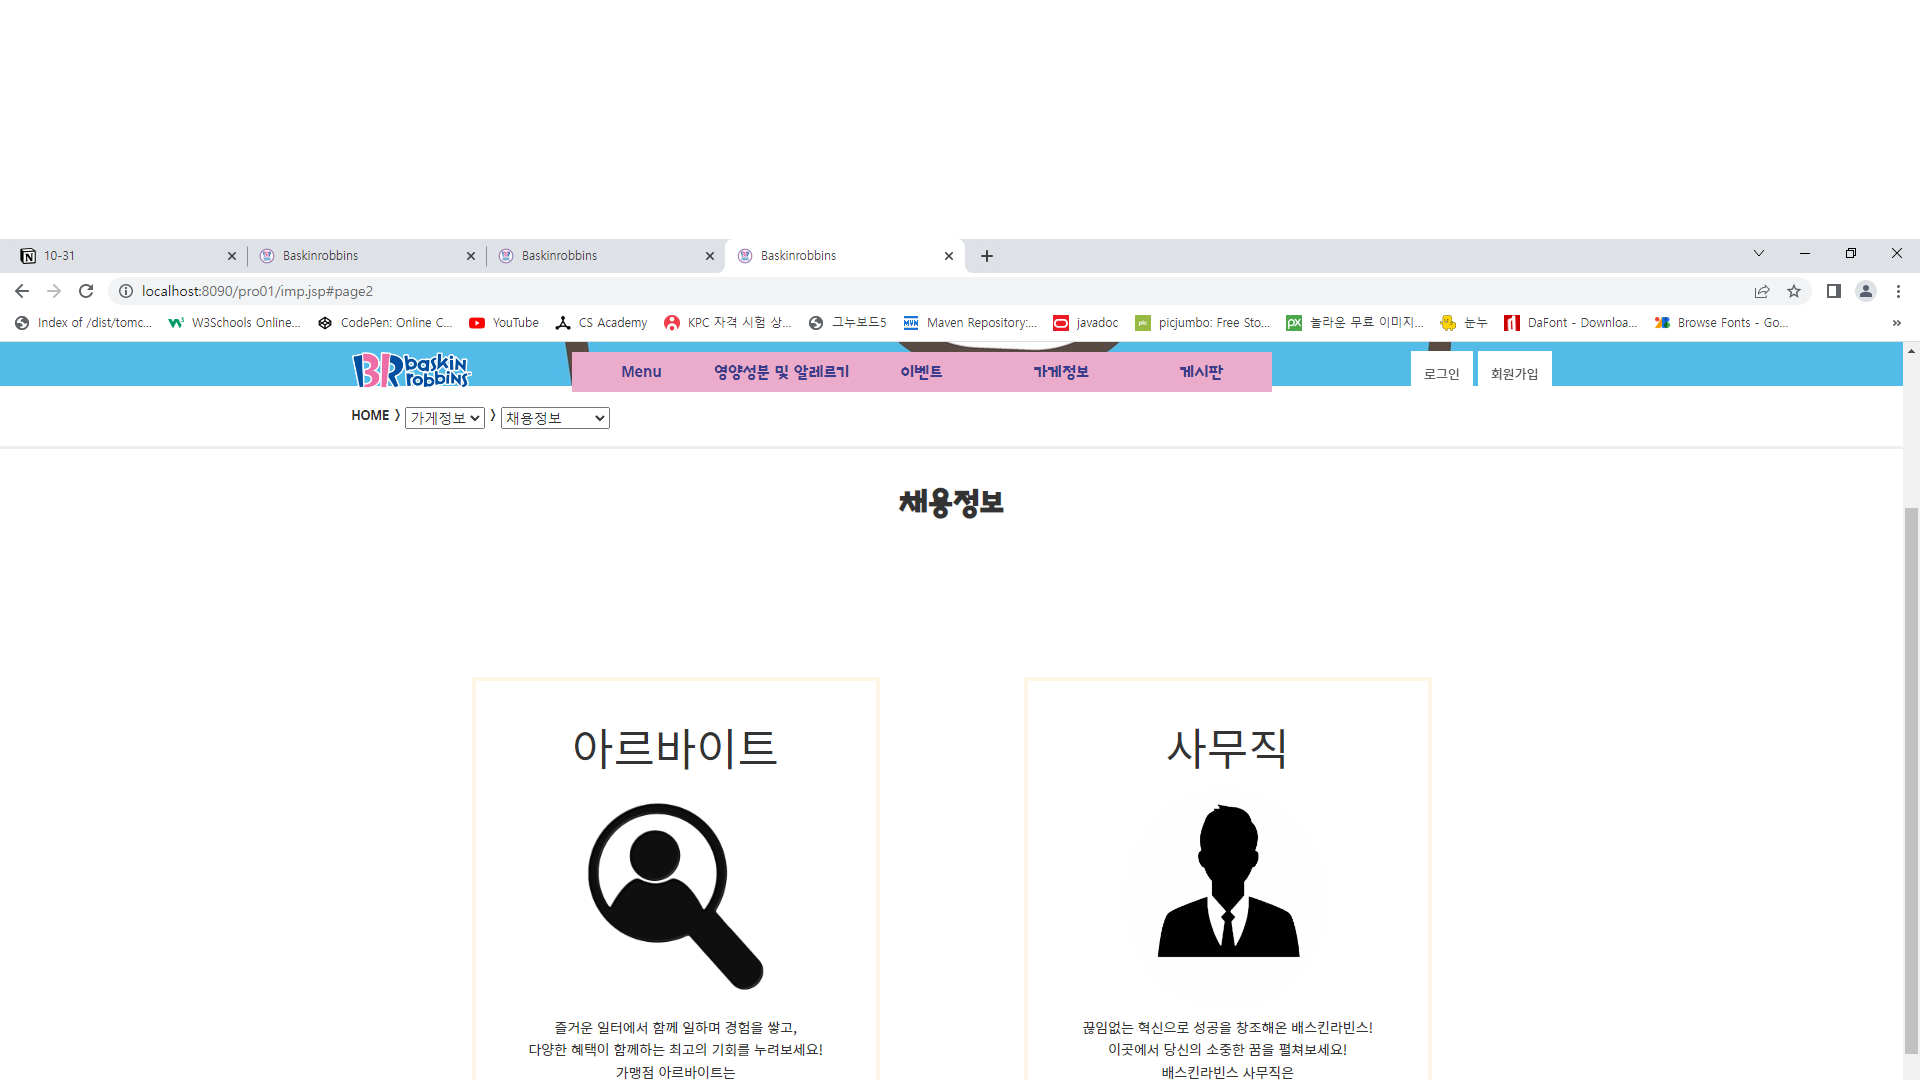 10-31
Baskinrobbins
Baskinrobbins
Baskinrobbins
localhost:8090/pro01/imp.jsp#page2
Index of /dist/tomc...
W3Schools Online...
CodePen: Online C...
YouTube
CS Academy
KPC 자격 시험 상...
그누보드5
MVN
Maven Repository:...
javadoc
pic
picjumbo: Free Sto...
px
놀라운 무료 이미지...
눈누
DaFont - Downloa...
Browse Fonts - Go...
»
BR baskin
robbins
Menu
영양성분 및 알레르기
이벤트
가게정보
게시판
로그인
회원가입
HOME 〉 가게정보 〉 채용정보
채용정보
아르바이트
즐거운 일터에서 함께 일하며 경험을 쌓고,
다양한 혜택이 함께하는 최고의 기회를 누려보세요!
가맹점 아르바이트는
사무직
끊임없는 혁신으로 성공을 창조해온 배스킨라빈스!
이곳에서 당신의 소중한 꿈을 펼쳐보세요!
배스킨라빈스 사무직은